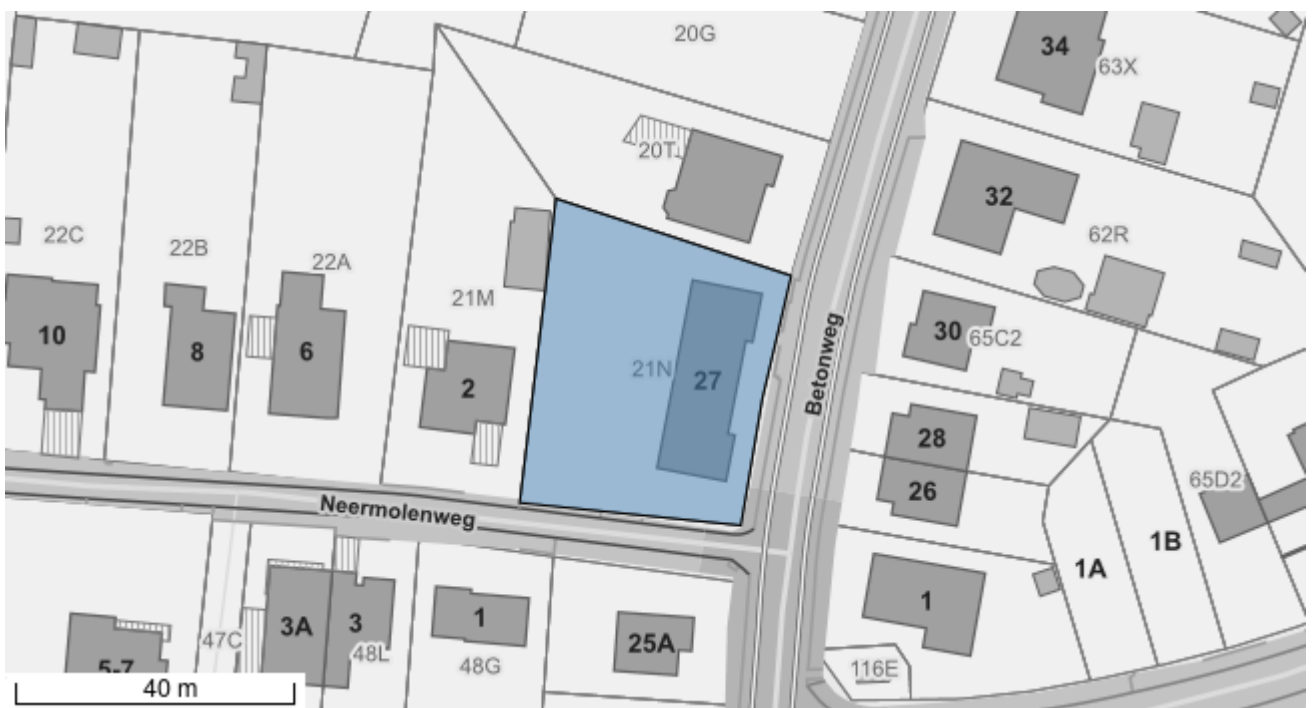 20G
34
63X
20T
32
22C
22B
22A
62R
21M
10
8
6
2
21N
27
Betonweg
30
65C2
28
26
65D2
Neermolenweg
1A
1B
3A
3
1
25A
1
47C
48L
48G
5-7
116E
40 m